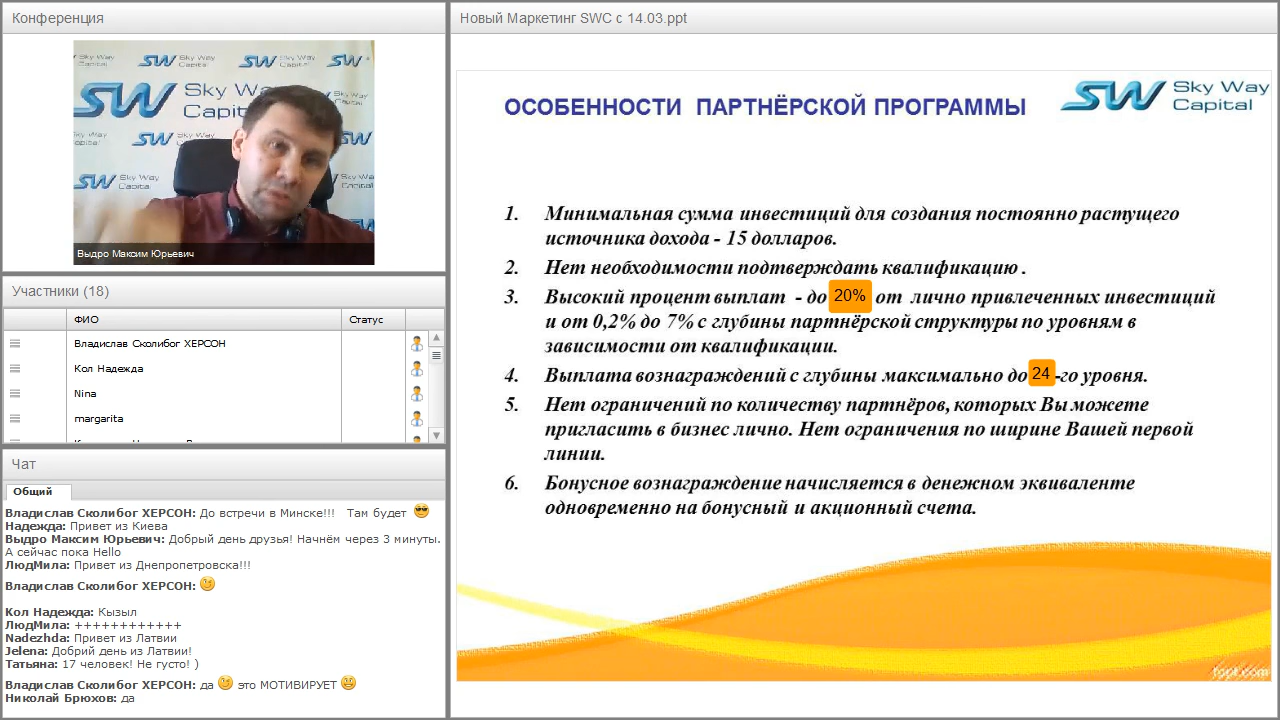 Конференция
Sky Way
Capital
Выдро Максим Юрьевич
Участники (18)
ФИО
Статус
Владислав Сколибог ХЕРСОН
Кол Надежда
Nina
margarita
Чат
Общий
Владислав Сколибог ХЕРСОН: До встречи в Минске!!! Там будет
Надежда: Привет из Киева
Выдро Максим Юрьевич: Добрый день друзья! Начнём через 3 минуты.
А сейчас пока Hello
ЛюдМила: Привет из Днепропетровска!!!
Владислав Сколибог ХЕРСОН:
Кол Надежда: Кызыл
ЛюдМила: ++++++++++++
Nadezhda: Привет из Латвии
Jelena: Добрий день из Латвии!
Татьяна: 17 человек! Не густо! )
Владислав Сколибог ХЕРСОН: да это МОТИВИРУЕТ
Николай Брюхов: да
Новый Маркетинг SWC с 14.03.ppt
ОСОБЕННОСТИ ПАРТНЁРСКОЙ ПРОГРАММЫ
SW Sky Way
Capital
1. Минимальная сумма инвестиций для создания постоянно растущего
источника дохода - 15 долларов.
2. Нет необходимости подтверждать квалификацию .
3. Высокий процент выплат - до 20% от лично привлеченных инвестиций
и от 0,2% до 7% с глубины партнёрской структуры по уровням в
зависимости от квалификации.
4. Выплата вознаграждений с глубины максимально до 24-го уровня.
5. Нет ограничений по количеству партнёров, которых Вы можете
пригласить в бизнес лично. Нет ограничения по ширине Вашей первой
линии.
6. Бонусное вознаграждение начисляется в денежном эквиваленте
одновременно на бонусный и акционный счета.